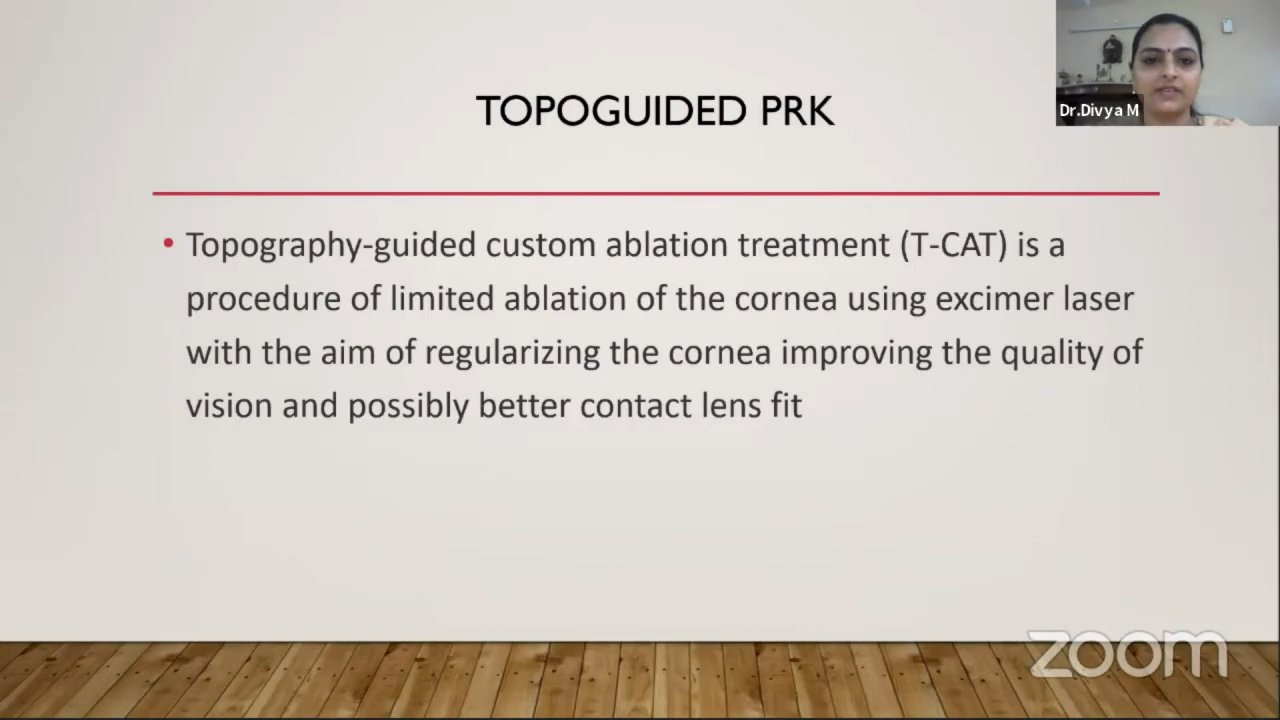 TOPOGUIDED PRK
Dr.Divya M
• Topography-guided custom ablation treatment (T-CAT) is a
procedure of limited ablation of the cornea using excimer laser
with the aim of regularizing the cornea improving the quality of
vision and possibly better contact lens fit
zoom